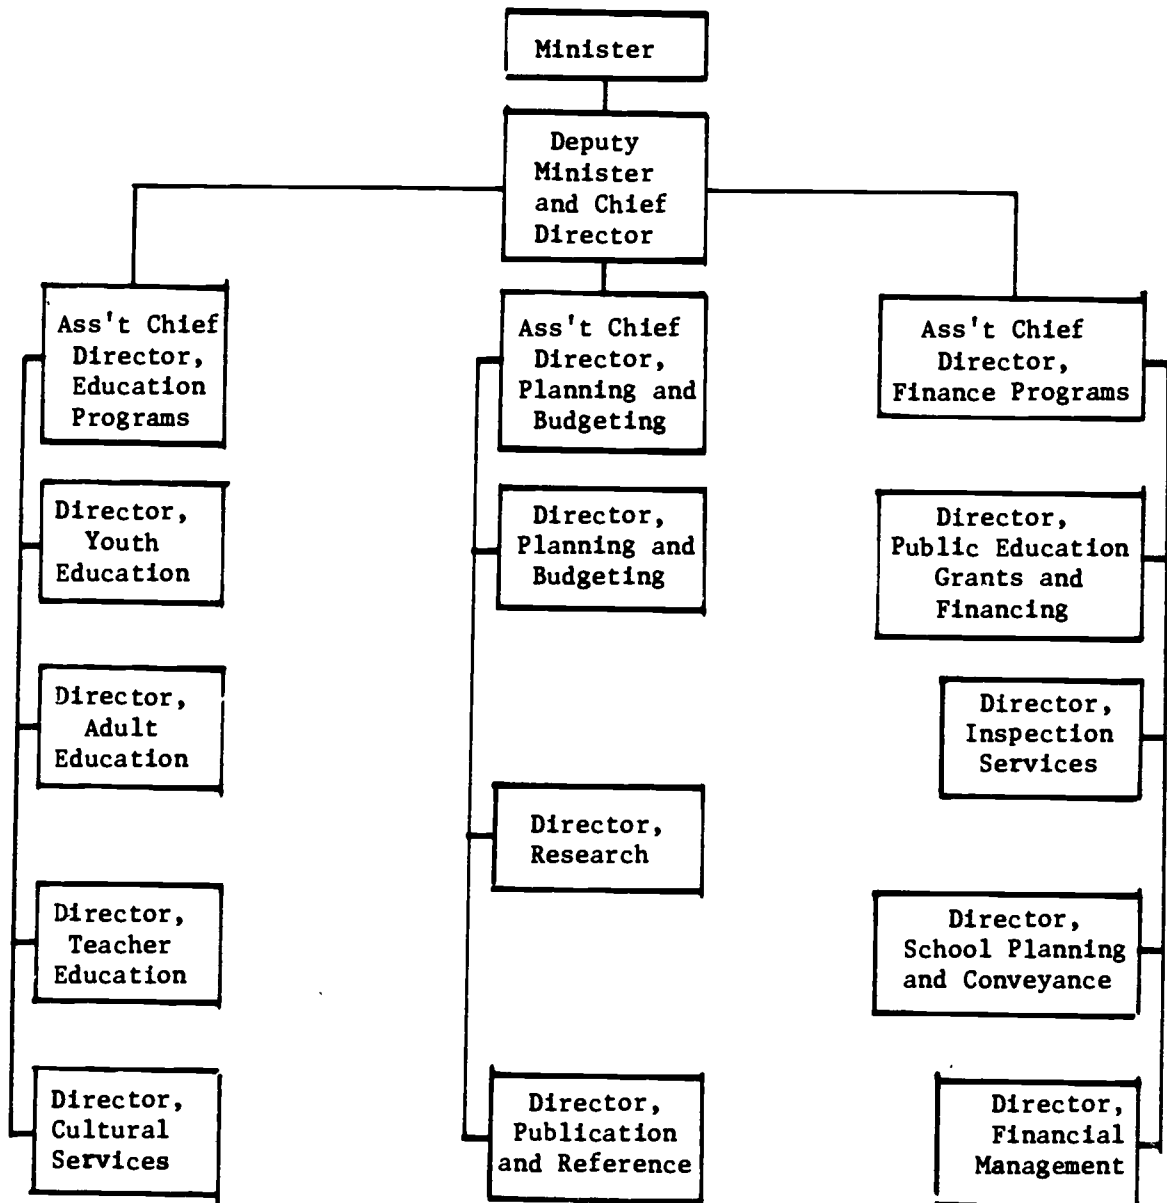 Minister
Deputy
Minister
and Chief
Director
Ass't Chief
Director,
Education
Programs
Director,
Youth
Education
Director,
Adult
Education
Director,
Teacher
Education
Director,
Cultural
Services
Ass't Chief
Director,
Planning and
Budgeting
Director,
Planning and
Budgeting
Director,
Research
Director,
Publication
and Reference
Ass't Chief
Director,
Finance Programs
Director,
Public Education
Grants and
Financing
Director,
Inspection
Services
Director,
School Planning
and Conveyance
Director,
Financial
Management